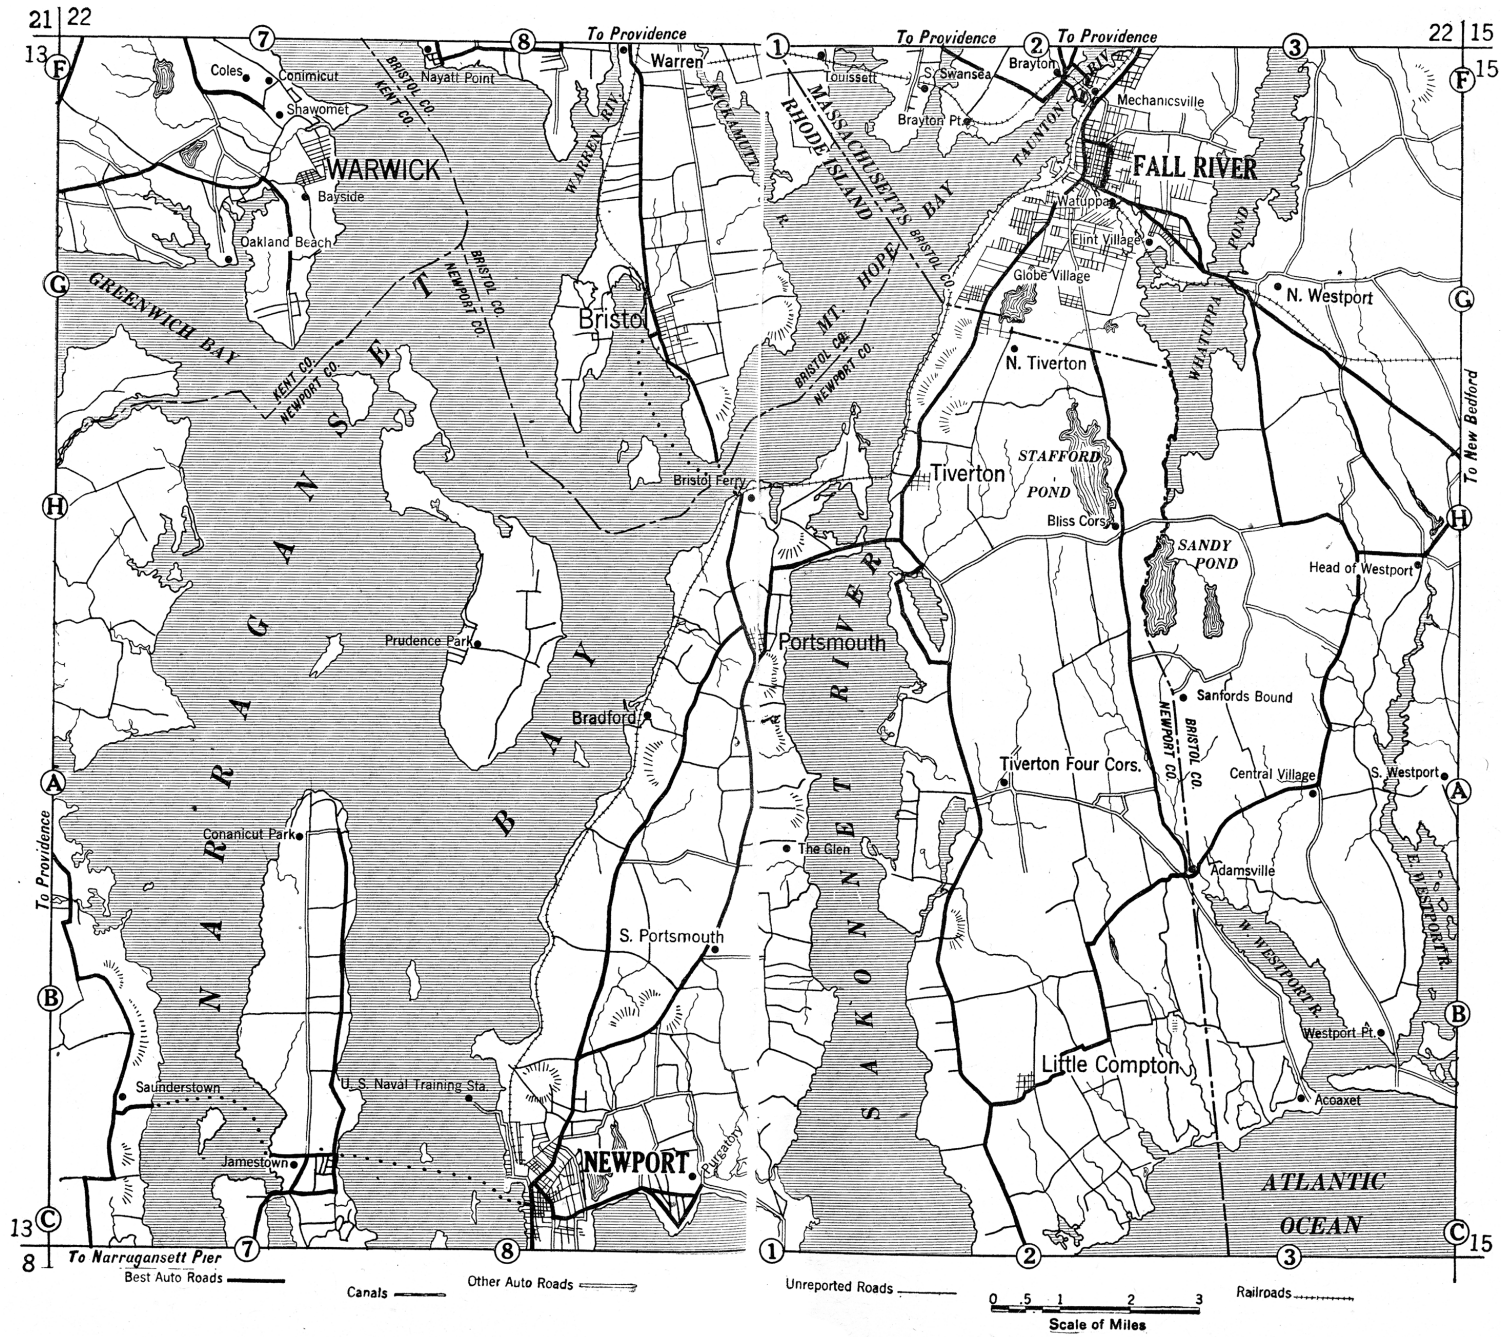 21 22
7
8
To Providence
1
To Providence
2
To Providence
3
22 15
13
F
F
15
Coles
Conimicut
Shawomet
BRISTOL CO.
KENT CO.
Nayatt Point
Warren
WARREN RIV.
KICKAMUTT
R.
Touissett
S. Swansea
Brayton
Brayton Pt.
TAUNTON
RIV.
Mechanicsville
MASSACHUSETTS
RHODE ISLAND
WARWICK
Bayside
Oakland Beach
FALL RIVER
Watuppa
Flint Village
Globe Village
POND
WHATUPPA
G
GREENWICH BAY
BRISTOL CO.
NEWPORT CO.
KENT CO.
NEWPORT CO.
Bristol
MT. HOPE BAY
BRISTOL CO.
BRISTOL CO.
NEWPORT CO.
N. Westport
G
N. Tiverton
To New Bedford
H
Bristol Ferry
Tiverton
STAFFORD
POND
Bliss Cors.
SANDY
POND
Head of Westport
H
NARRAGANSETT
BAY
Prudence Park
Portsmouth
Bradford
SAKONNET RIVER
Sanfords Bound
BRISTOL CO.
NEWPORT CO.
Tiverton Four Cors.
Central Village
S. Westport
A
A
To Providence
Conanicut Park
The Glen
Adamsville
E. WESTPORT R.
W. WESTPORT R.
S. Portsmouth
B
B
Westport Pt.
Little Compton
Saunderstown
U. S. Naval Training Sta.
Acoaxet
Jamestown
NEWPORT
Purgatory
ATLANTIC
OCEAN
13
C
C
8
To Narragansett Pier
7
8
1
2
3
15
Best Auto Roads
Canals
Other Auto Roads
Unreported Roads
0 .5 1 2 3
Scale of Miles
Railroads